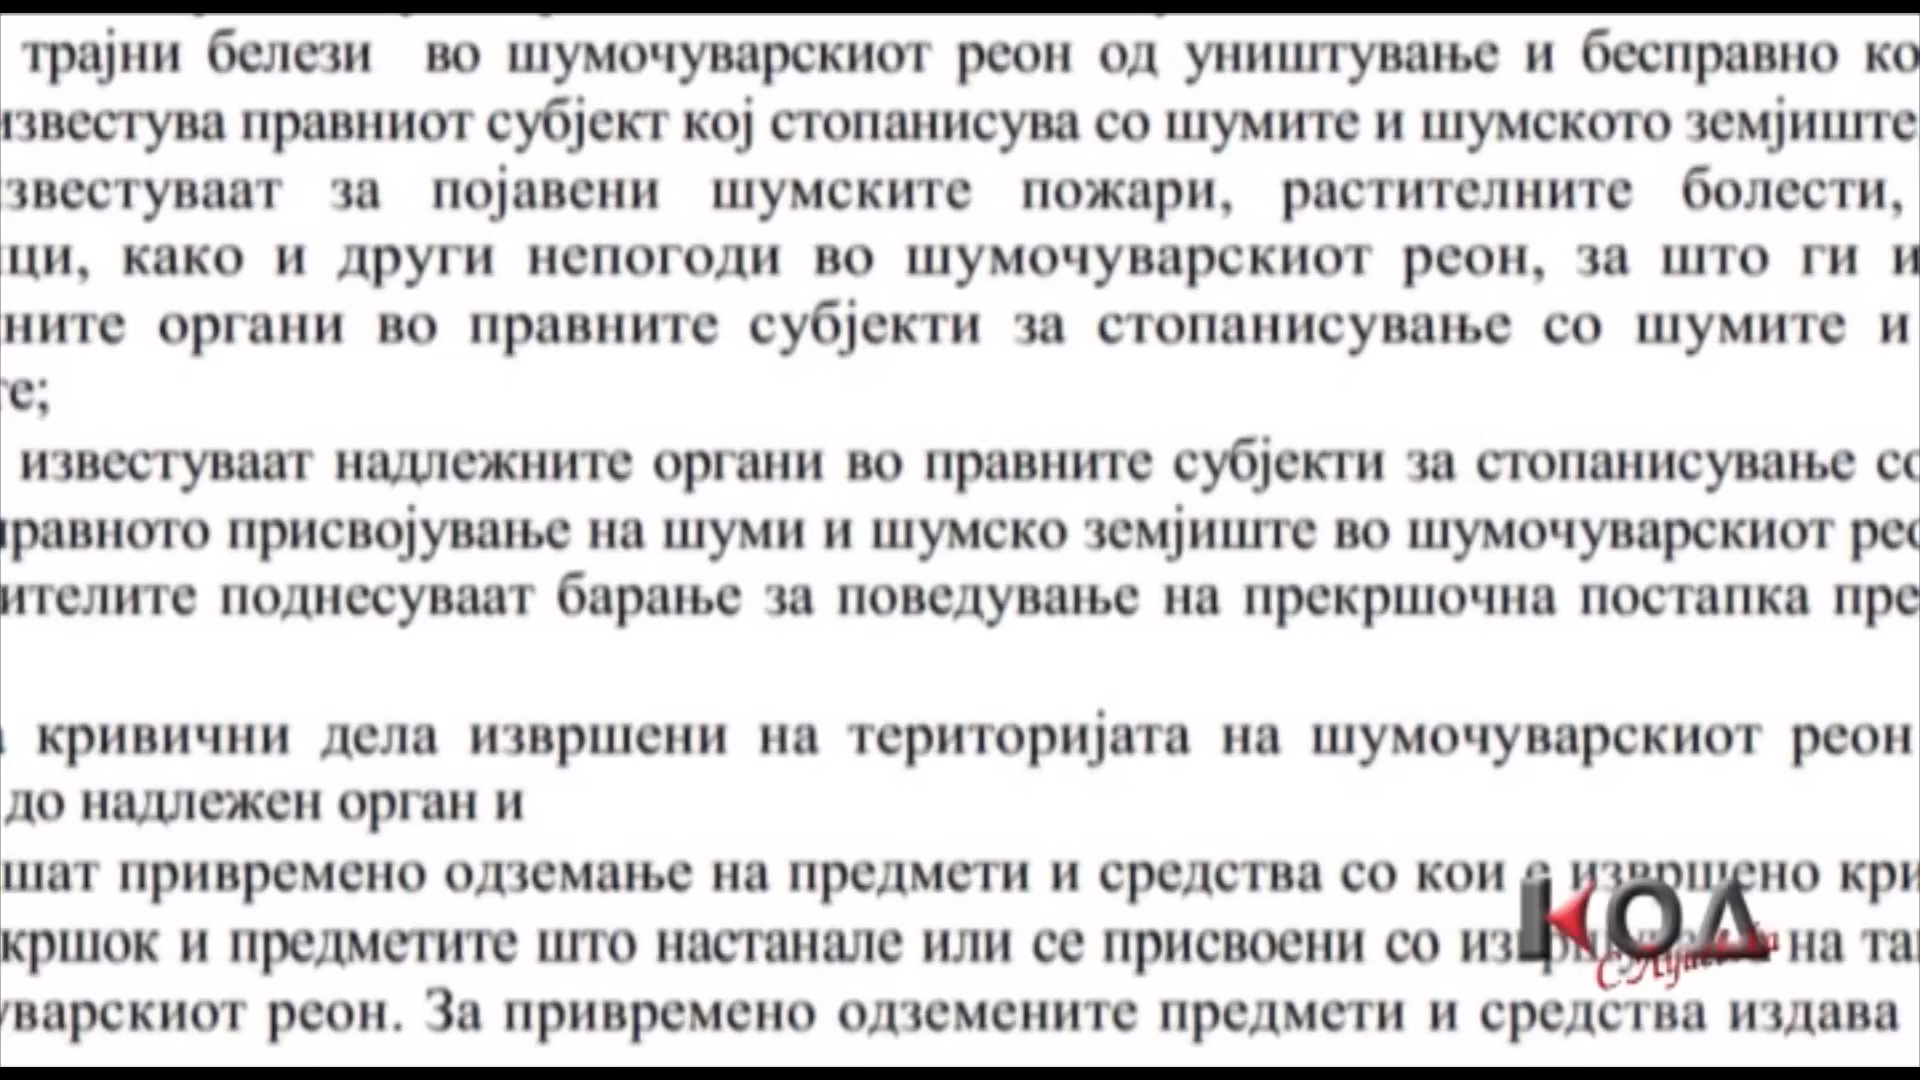 трајни белези во шумочуварскиот реон од уништување и бесправно ко
известува правниот субјект кој стопанисува со шумите и шумското земјиште
звестуваат за појавени шумските пожари, растителните болести,
ци, како и други непогоди во шумочуварскиот реон, за што ги и
ните органи во правните субјекти за стопанисување со шумите и
те;
известуваат надлежните органи во правните субјекти за стопанисување со
правното присвојување на шуми и шумско земјиште во шумочуварскиот рео
ителите поднесуваат барање за поведување на прекршочна постапка пре
кривични дела извршени на територијата на шумочуварскиот реон
до надлежен орган и
шат привремено одземање на предмети и средства со кои е извршено кри
кршок и предметите што настанале или се присвоени со на та
уварскиот реон. За привремено одземените предмети и средства издава
КОД